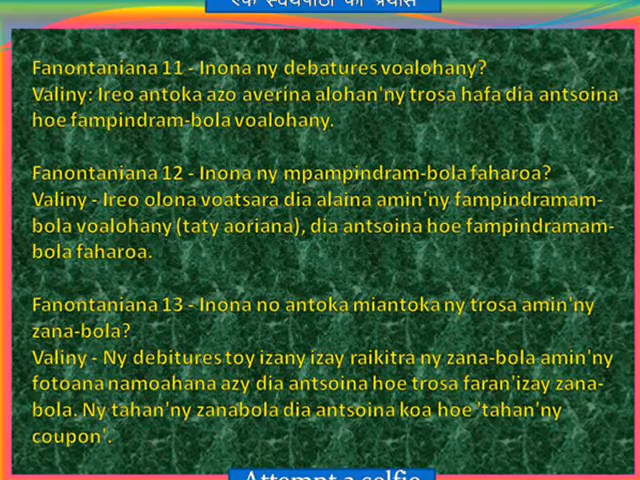 एक स्वयंपाठी का प्रयास
Fanontaniana 11 - Inona ny debatures voalohany?
Valiny: Ireo antoka azo averina alohan'ny trosa hafa dia antsoina
hoe fampindram-bola voalohany.
Fanontaniana 12 - Inona ny mpampindram-bola faharoa?
Valiny - Ireo olona voatsara dia alaina amin'ny fampindramam-
bola voalohany (taty aoriana), dia antsoina hoe fampindramam-
bola faharoa.
Fanontaniana 13 - Inona no antoka miantoka ny trosa amin'ny
zana-bola?
Valiny - Ny debitures toy izany izay raikitra ny zana-bola amin'ny
fotoana namoahana azy dia antsoina hoe trosa faran'izay zana-
bola. Ny tahan'ny zanabola dia antsoina koa hoe 'tahan'ny
coupon'.
Attempt a selfie